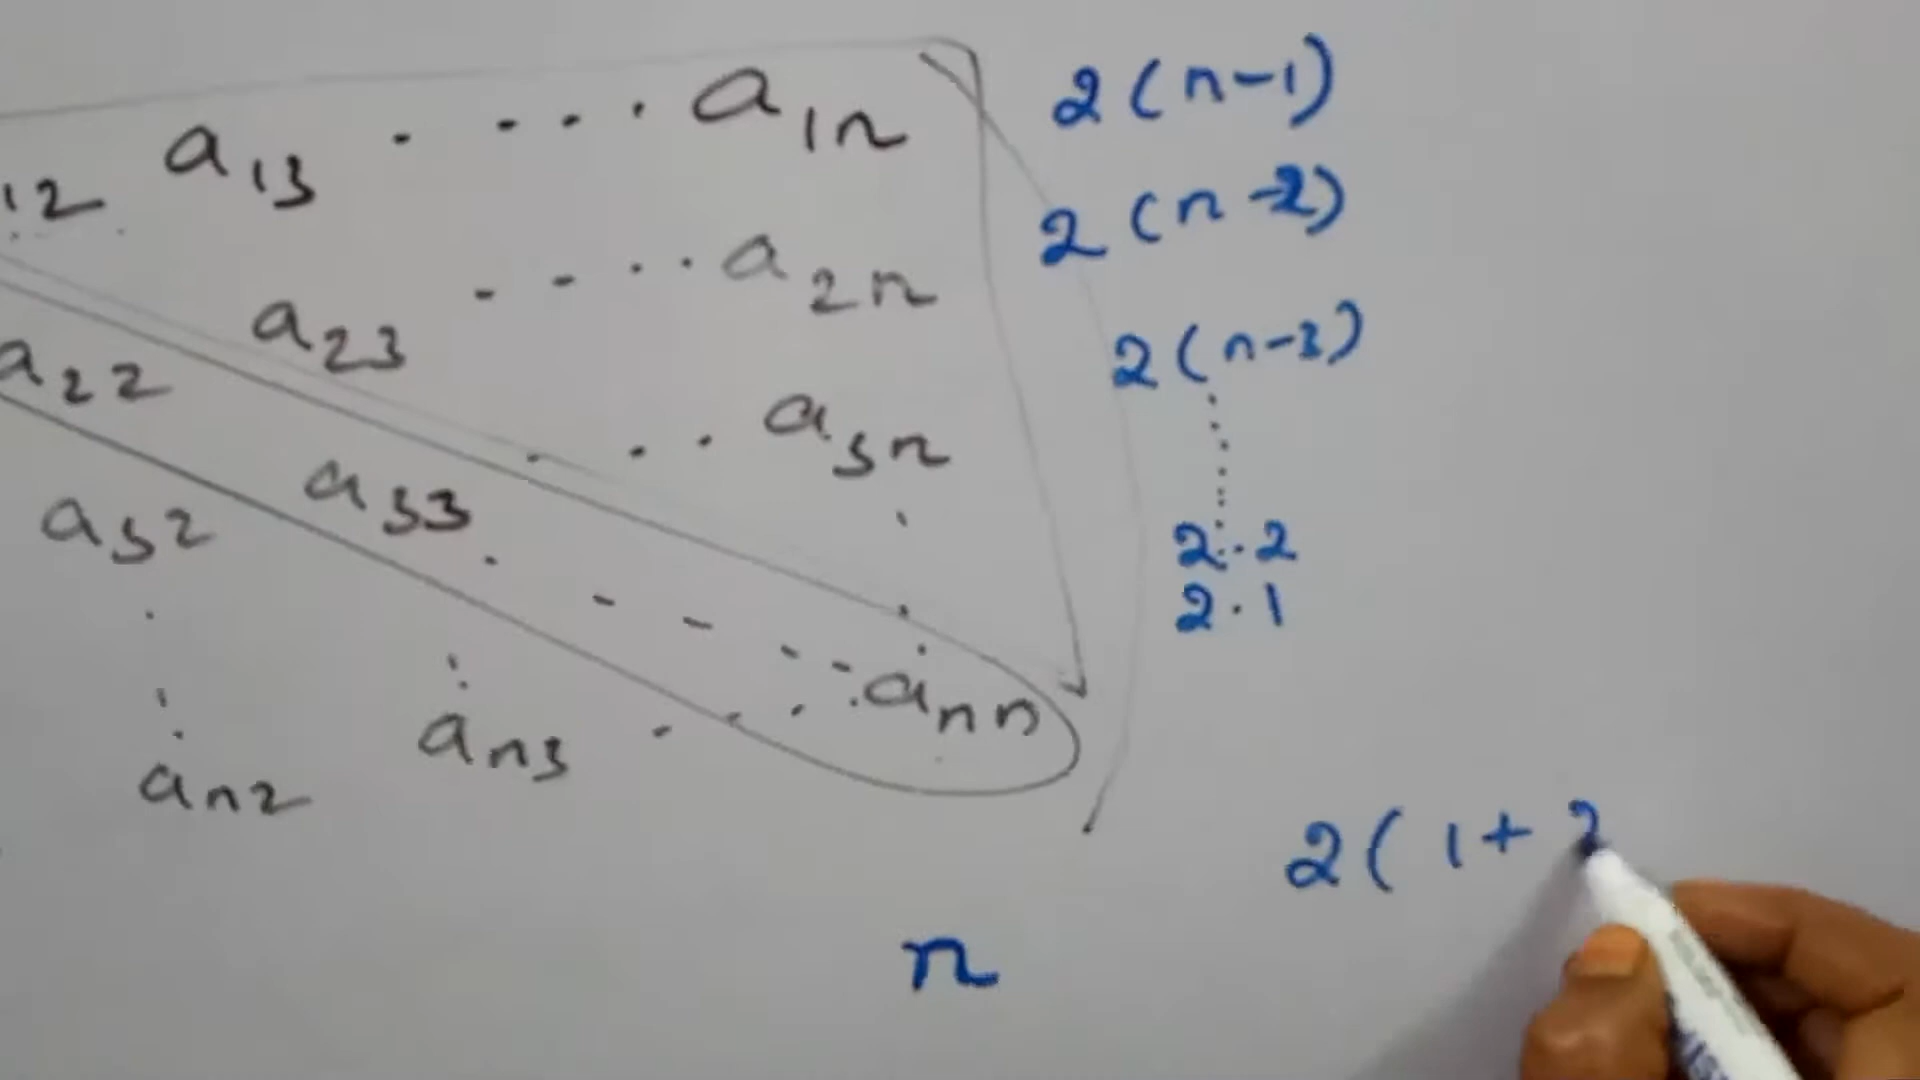 12 a13 . . . . a1n 2(n-1)
a23 . . . . a2n 2(n-2)
a22 . . . a3n 2(n-3)
a32 a33 2.2
2.1
ann
an2 an3
2(1+2
n